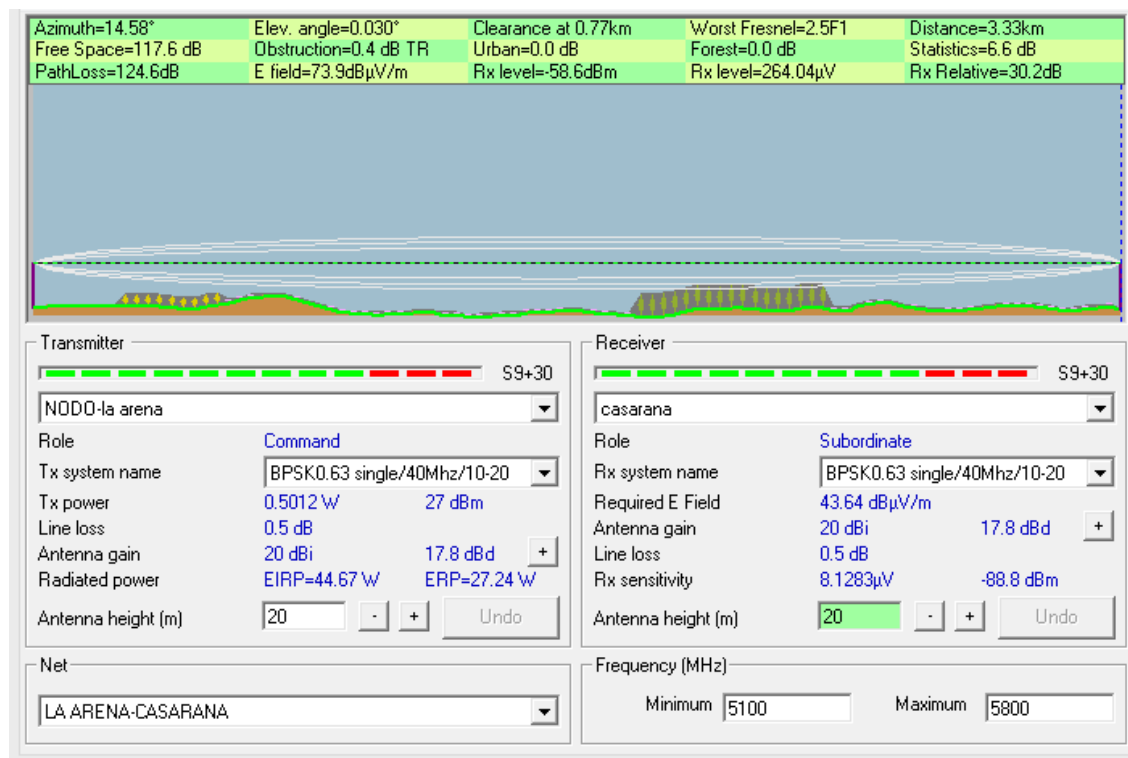 Azimuth=14.58° Elev. angle=0.030° Clearance at 0.77km Worst Fresnel=2.5F1 Distance=3.33km
Free Space=117.6 dB Obstruction=0.4 dB TR Urban=0.0 dB Forest=0.0 dB Statistics=6.6 dB
PathLoss=124.6dB E field=73.9dBµV/m Rx level=-58.6dBm Rx level=264.04µV Rx Relative=30.2dB
Transmitter Receiver
S9+30 S9+30
NODO-la arena casarana
Role Command Role Subordinate
Tx system name BPSK0.63 single/40Mhz/10-20 Rx system name BPSK0.63 single/40Mhz/10-20
Tx power 0.5012 W 27 dBm Required E Field 43.64 dBµV/m
Line loss 0.5 dB Antenna gain 20 dBi 17.8 dBd +
Antenna gain 20 dBi 17.8 dBd + Line loss 0.5 dB
Radiated power EIRP=44.67 W ERP=27.24 W Rx sensitivity 8.1283µV -88.8 dBm
Antenna height (m) 20 - + Undo Antenna height (m) 20 - + Undo
Net Frequency (MHz)
LA ARENA-CASARANA Minimum 5100 Maximum 5800